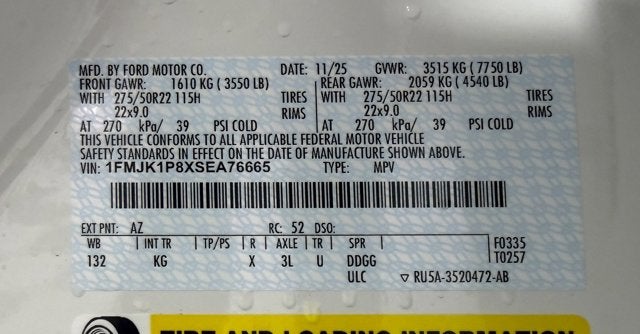 MFD. BY FORD MOTOR CO. DATE: 11/25 GVWR: 3515 KG ( 7750 LB)
FRONT GAWR: 1610 KG ( 3550 LB) REAR GAWR: 2059 KG ( 4540 LB)
WITH 275/50R22 115H TIRES WITH 275/50R22 115H TIRES
22x9.0 RIMS 22x9.0 RIMS
AT 270 kPa/ 39 PSI COLD AT 270 kPa/ 39 PSI COLD
THIS VEHICLE CONFORMS TO ALL APPLICABLE FEDERAL MOTOR VEHICLE
SAFETY STANDARDS IN EFFECT ON THE DATE OF MANUFACTURE SHOWN ABOVE.
VIN: 1FMJK1P8XSEA76665 TYPE: MPV
EXT PNT: AZ RC: 52 DSO:
WB INT TR TP/PS R AXLE TR SPR F0335
132 KG X 3L U DDGG T0257
ULC ▽ RU5A-3520472-AB
TIRE AND LOADING INFORMATION